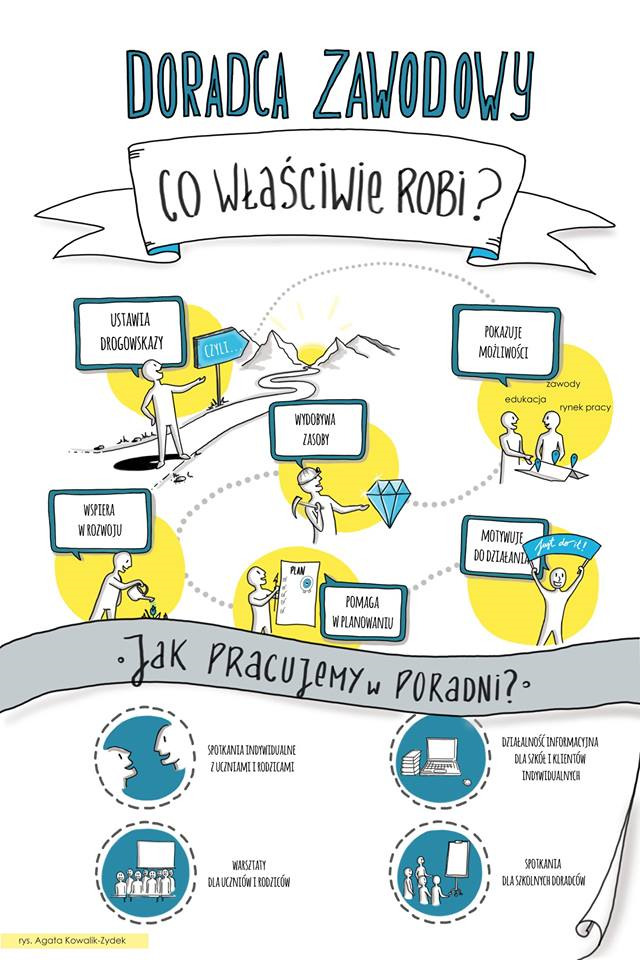 DORADCA ZAWODOWY
CO WŁAŚCIWIE ROBI?
USTAWIA
DROGOWSKAZY
CZYLI...
POKAZUJE
MOŻLIWOŚCI
zawody
edukacja
rynek pracy
WYDOBYWA
ZASOBY
WSPIERA
W ROZWOJU
MOTYWUJE
DO DZIAŁANIA
Just do it!
PLAN
POMAGA
W PLANOWANIU
JAK PRACUJEMY W PORADNI?
SPOTKANIA INDYWIDUALNE
Z UCZNIAMI I RODZICAMI
DZIAŁALNOŚĆ INFORMACYJNA
DLA SZKÓŁ I KLIENTÓW
INDYWIDUALNYCH
WARSZTATY
DLA UCZNIÓW I RODZICÓW
SPOTKANIA
DLA SZKOLNYCH DORADCÓW
rys. Agata Kowalik-Zydek